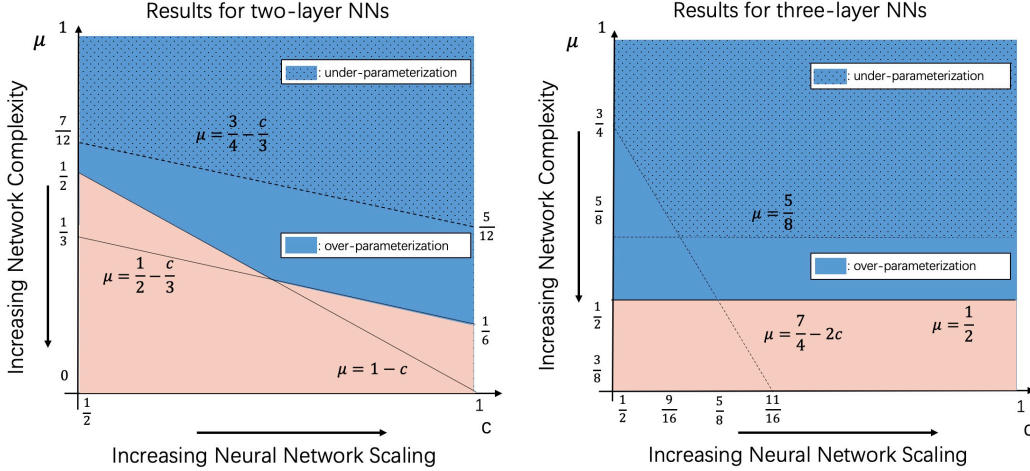 Results for two-layer NNs
1
μ
: under-parameterization
7/12
μ = 3/4 − c/3
1/2
5/12
1/3
: over-parameterization
μ = 1/2 − c/3
1/6
μ = 1 − c
0
1/2
1
c
Increasing Network Complexity
Increasing Neural Network Scaling
Results for three-layer NNs
1
μ
: under-parameterization
3/4
5/8
μ = 5/8
: over-parameterization
1/2
μ = 7/4 − 2c
μ = 1/2
3/8
1/2
9/16
5/8
11/16
1
c
Increasing Network Complexity
Increasing Neural Network Scaling